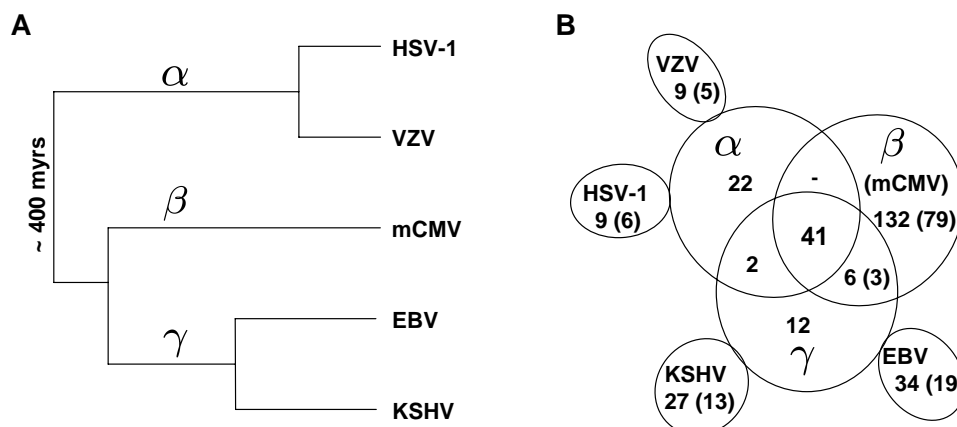 A
HSV-1
α
VZV
~ 400 myrs
β
mCMV
EBV
γ
KSHV
B
VZV
9 (5)
α
β
(mCMV)
-
22
HSV-1
9 (6)
132 (79)
41
2
6 (3)
12
γ
KSHV
27 (13)
EBV
34 (19